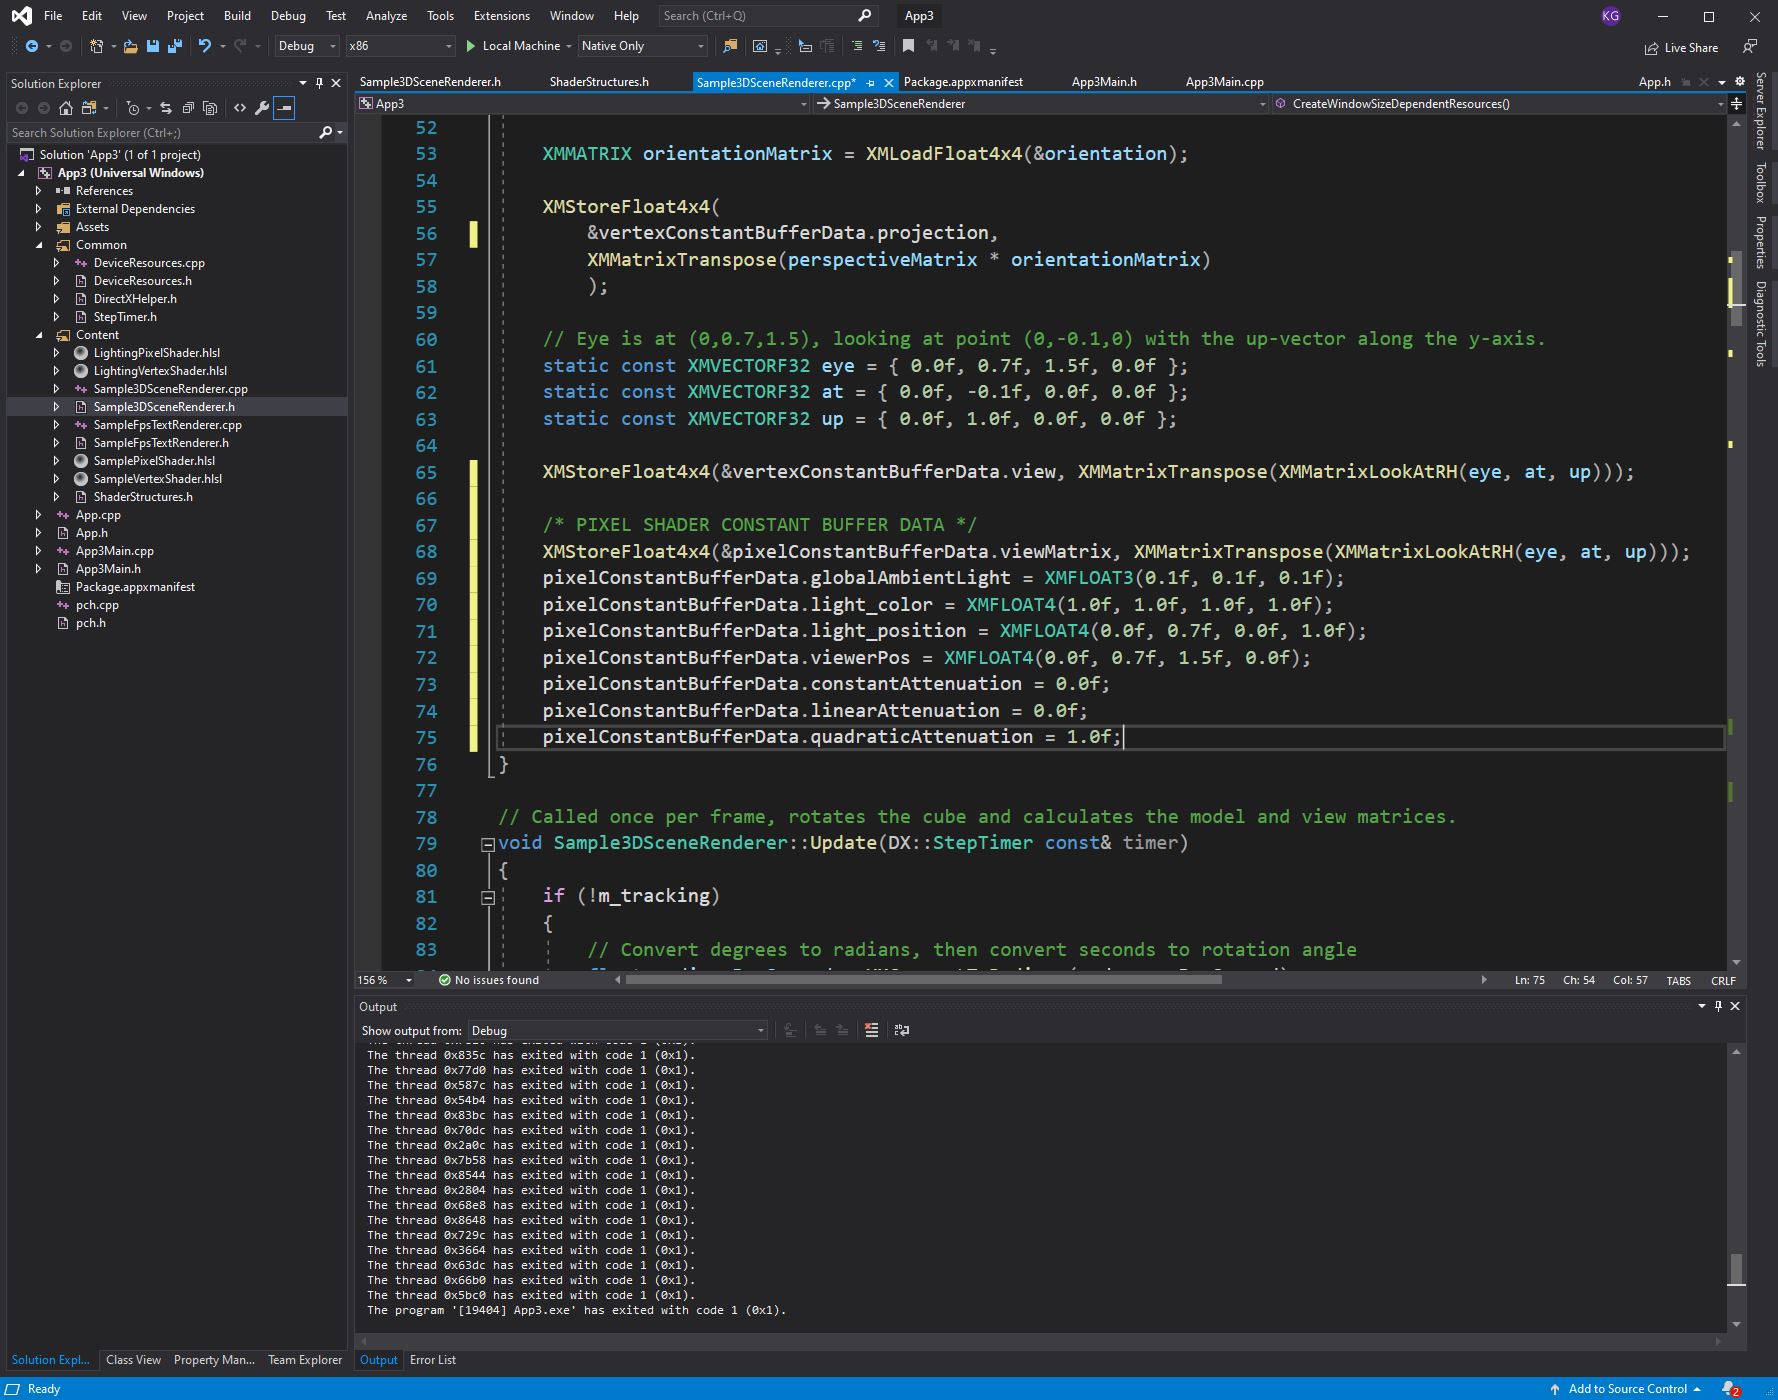 File Edit View Project Build Debug Test Analyze Tools Extensions Window Help Search (Ctrl+Q) App3 KG
Debug x86 Local Machine Native Only Live Share
Solution Explorer
Search Solution Explorer (Ctrl+;)
Solution 'App3' (1 of 1 project)
App3 (Universal Windows)
References
External Dependencies
Assets
Common
DeviceResources.cpp
DeviceResources.h
DirectXHelper.h
StepTimer.h
Content
LightingPixelShader.hlsl
LightingVertexShader.hlsl
Sample3DSceneRenderer.cpp
Sample3DSceneRenderer.h
SampleFpsTextRenderer.cpp
SampleFpsTextRenderer.h
SamplePixelShader.hlsl
SampleVertexShader.hlsl
ShaderStructures.h
App.cpp
App.h
App3Main.cpp
App3Main.h
Package.appxmanifest
pch.cpp
pch.h
Solution Expl... Class View Property Man... Team Explorer
Sample3DSceneRenderer.h ShaderStructures.h Sample3DSceneRenderer.cpp* Package.appxmanifest App3Main.h App3Main.cpp App.h
App3 Sample3DSceneRenderer CreateWindowSizeDependentResources()
52
53 XMMATRIX orientationMatrix = XMLoadFloat4x4(&orientation);
54
55 XMStoreFloat4x4(
56 &vertexConstantBufferData.projection,
57 XMMatrixTranspose(perspectiveMatrix * orientationMatrix)
58 );
59
60 // Eye is at (0,0.7,1.5), looking at point (0,-0.1,0) with the up-vector along the y-axis.
61 static const XMVECTORF32 eye = { 0.0f, 0.7f, 1.5f, 0.0f };
62 static const XMVECTORF32 at = { 0.0f, -0.1f, 0.0f, 0.0f };
63 static const XMVECTORF32 up = { 0.0f, 1.0f, 0.0f, 0.0f };
64
65 XMStoreFloat4x4(&vertexConstantBufferData.view, XMMatrixTranspose(XMMatrixLookAtRH(eye, at, up)));
66
67 /* PIXEL SHADER CONSTANT BUFFER DATA */
68 XMStoreFloat4x4(&pixelConstantBufferData.viewMatrix, XMMatrixTranspose(XMMatrixLookAtRH(eye, at, up)));
69 pixelConstantBufferData.globalAmbientLight = XMFLOAT3(0.1f, 0.1f, 0.1f);
70 pixelConstantBufferData.light_color = XMFLOAT4(1.0f, 1.0f, 1.0f, 1.0f);
71 pixelConstantBufferData.light_position = XMFLOAT4(0.0f, 0.7f, 0.0f, 1.0f);
72 pixelConstantBufferData.viewerPos = XMFLOAT4(0.0f, 0.7f, 1.5f, 0.0f);
73 pixelConstantBufferData.constantAttenuation = 0.0f;
74 pixelConstantBufferData.linearAttenuation = 0.0f;
75 pixelConstantBufferData.quadraticAttenuation = 1.0f;
76 }
77
78 // Called once per frame, rotates the cube and calculates the model and view matrices.
79 void Sample3DSceneRenderer::Update(DX::StepTimer const& timer)
80 {
81 if (!m_tracking)
82 {
83 // Convert degrees to radians, then convert seconds to rotation angle
156 % No issues found Ln: 75 Ch: 54 Col: 57 TABS CRLF
Output
Show output from: Debug
The thread 0x835c has exited with code 1 (0x1).
The thread 0x77d0 has exited with code 1 (0x1).
The thread 0x587c has exited with code 1 (0x1).
The thread 0x54b4 has exited with code 1 (0x1).
The thread 0x83bc has exited with code 1 (0x1).
The thread 0x70dc has exited with code 1 (0x1).
The thread 0x2a0c has exited with code 1 (0x1).
The thread 0x7b58 has exited with code 1 (0x1).
The thread 0x8544 has exited with code 1 (0x1).
The thread 0x2804 has exited with code 1 (0x1).
The thread 0x68e8 has exited with code 1 (0x1).
The thread 0x8648 has exited with code 1 (0x1).
The thread 0x729c has exited with code 1 (0x1).
The thread 0x3664 has exited with code 1 (0x1).
The thread 0x63dc has exited with code 1 (0x1).
The thread 0x66b0 has exited with code 1 (0x1).
The thread 0x5bc0 has exited with code 1 (0x1).
The program '[19404] App3.exe' has exited with code 1 (0x1).
Output Error List
Server Explorer
Toolbox
Properties
Diagnostic Tools
Ready Add to Source Control 2